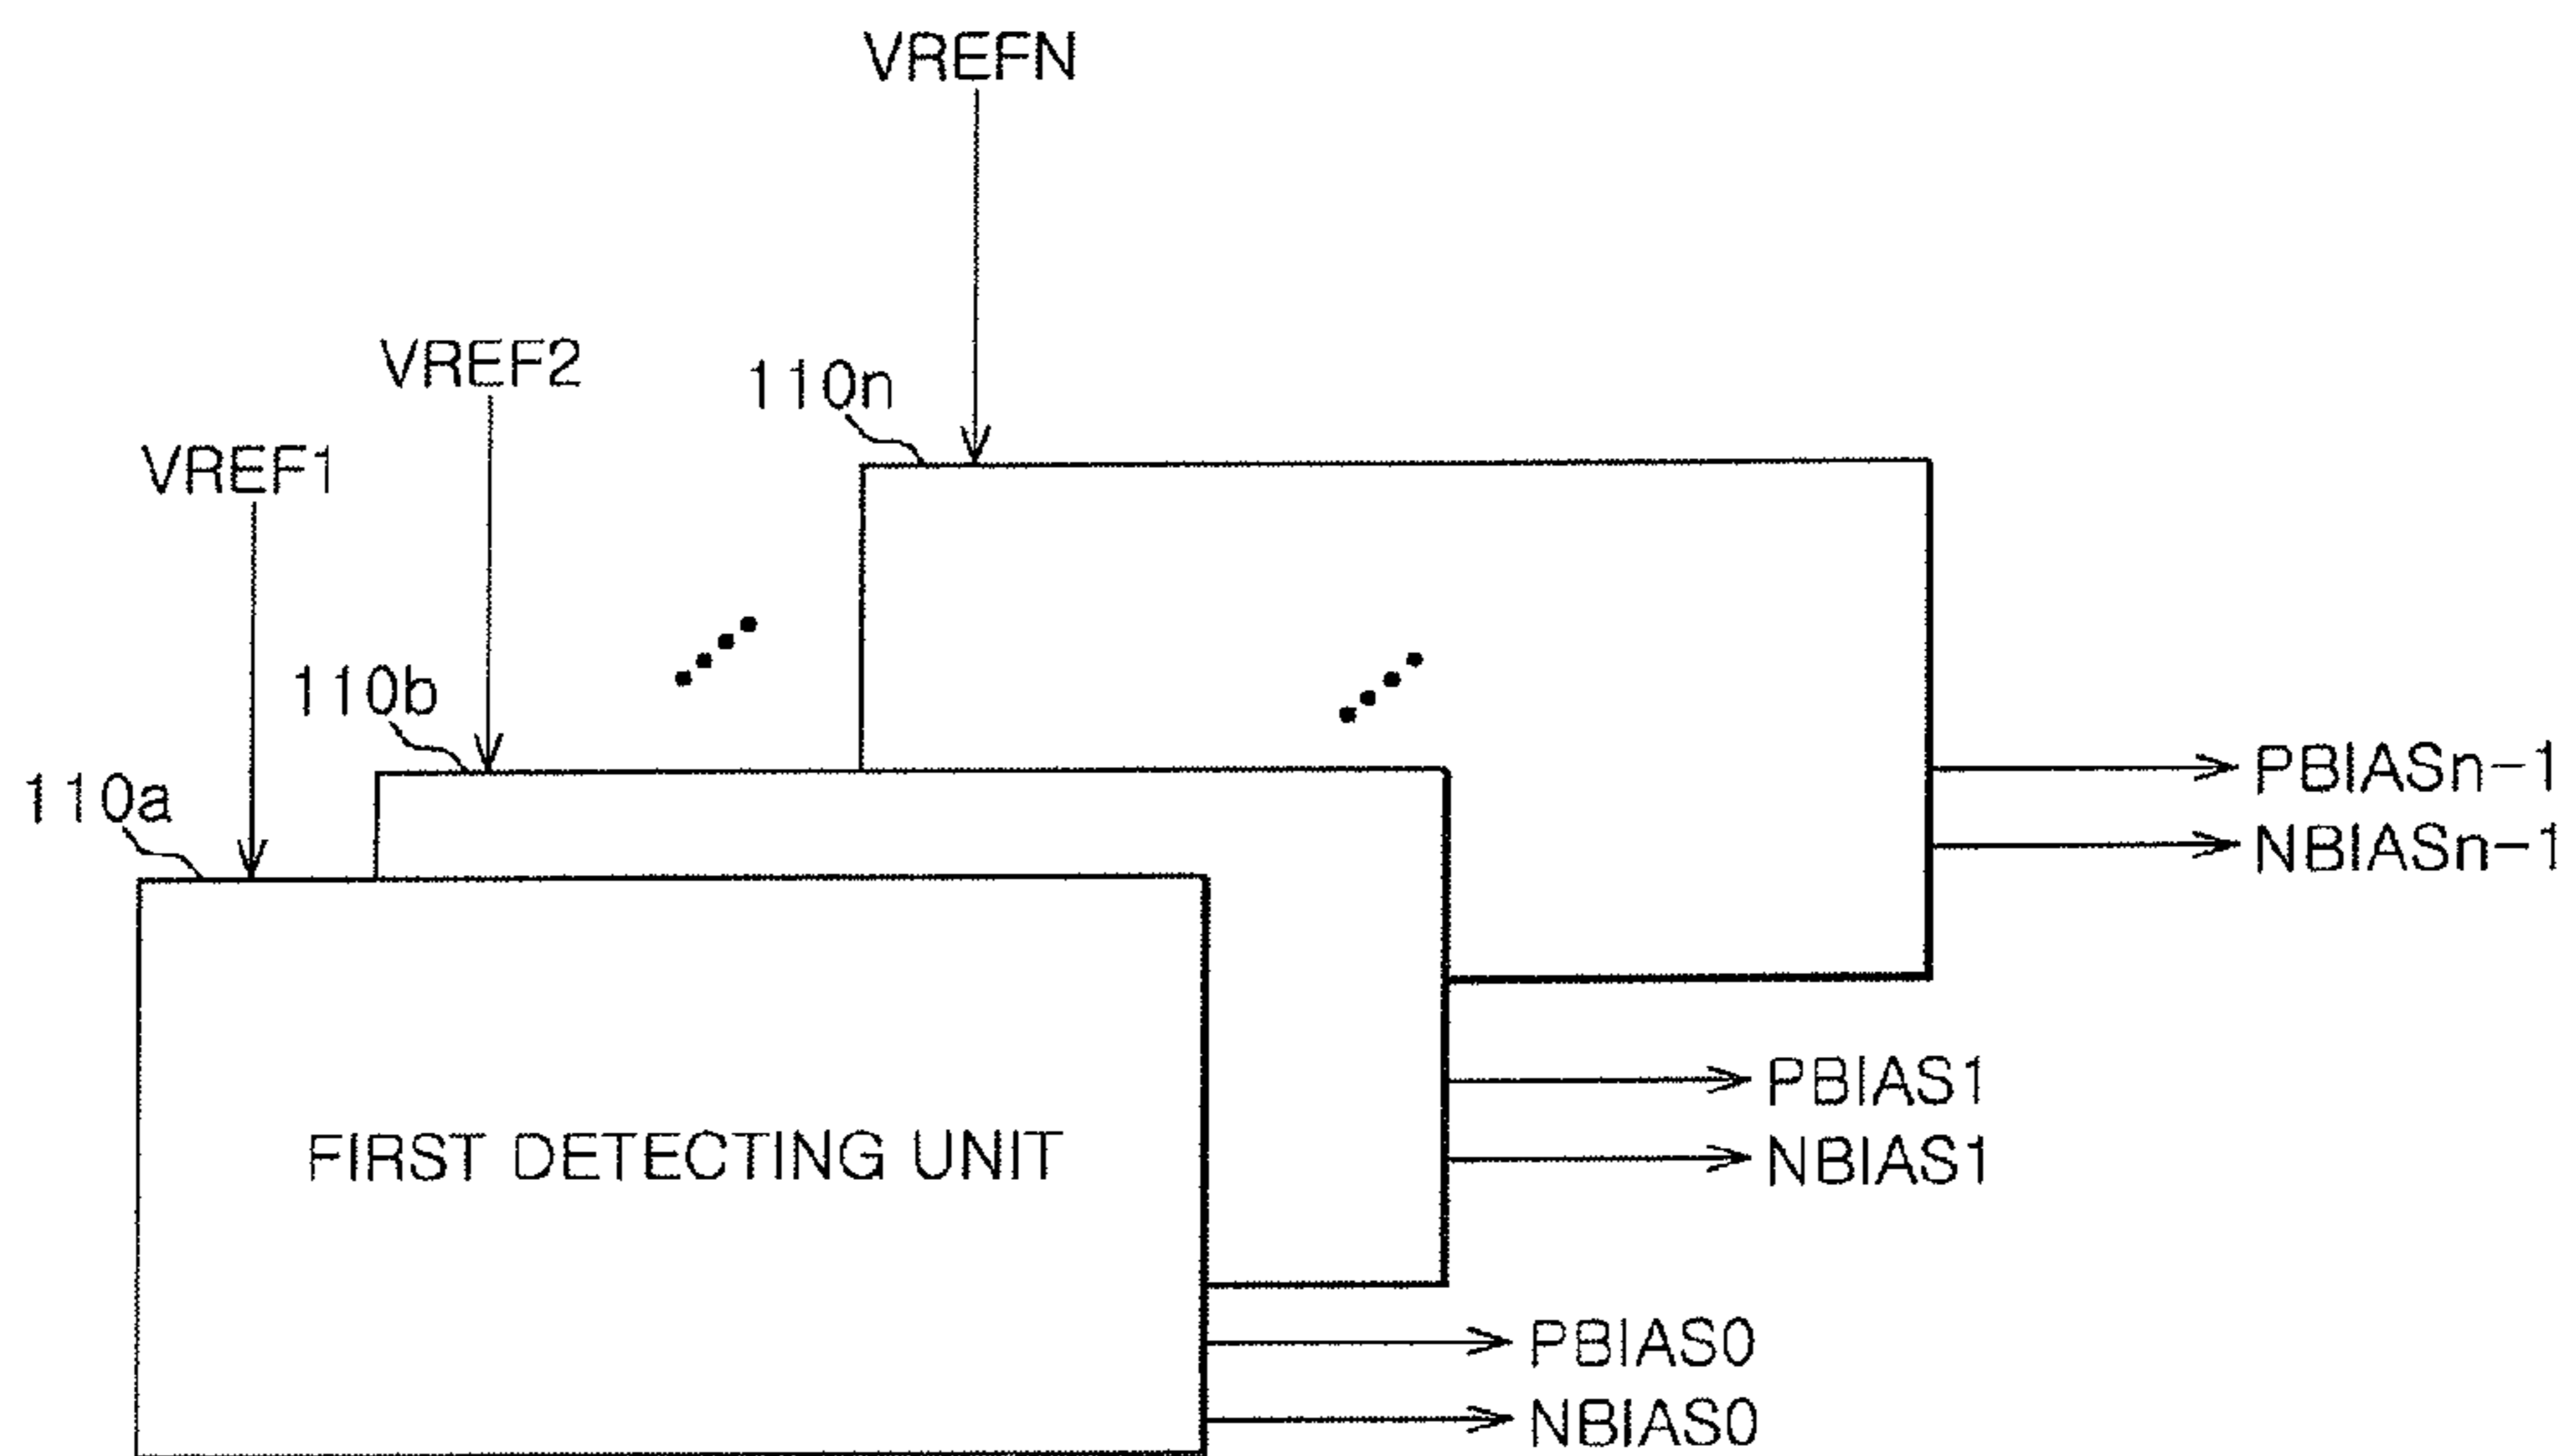 VREFN
VREF2
110n
VREF1
110b
PBIASn-1
110a
NBIASn-1
PBIAS1
FIRST DETECTING UNIT
NBIAS1
PBIAS0
NBIAS0